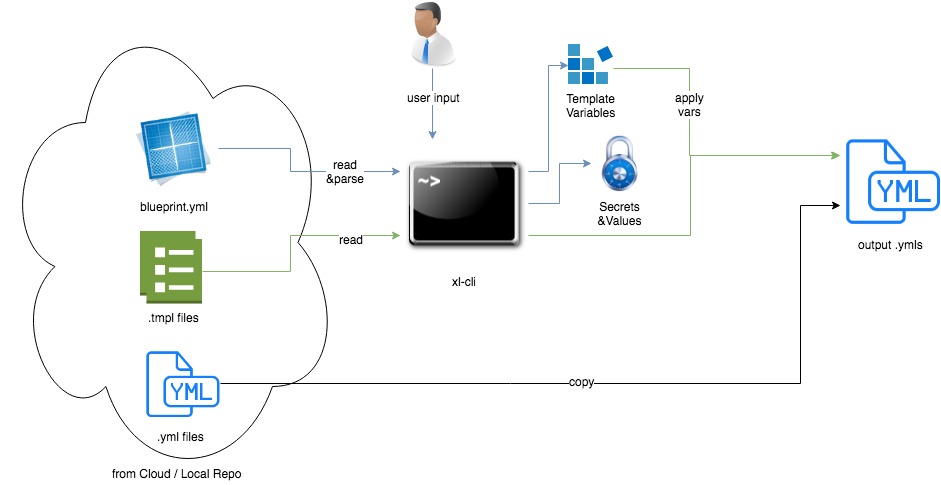 user input
Template
Variables
apply
vars
blueprint.yml
read
&parse
~>
Secrets
&Values
YML
output .ymls
read
xl-cli
.tmpl files
YML
copy
.yml files
from Cloud / Local Repo